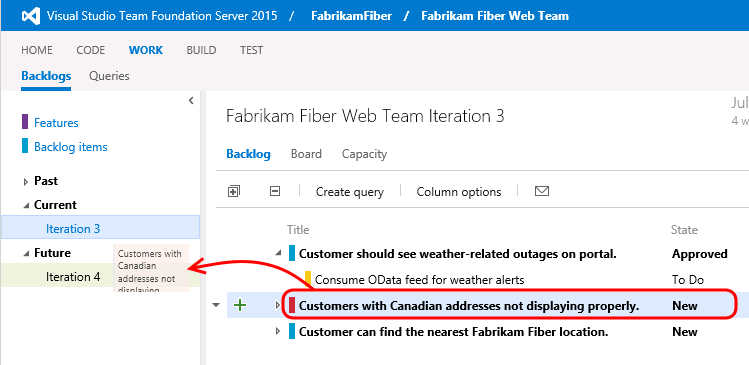 Visual Studio Team Foundation Server 2015 / FabrikamFiber / Fabrikam Fiber Web Team
HOME CODE WORK BUILD TEST
Backlogs Queries
Features
Backlog items
Past
Current
Iteration 3
Future
Iteration 4
Customers with
Canadian
addresses not
displaying
Fabrikam Fiber Web Team Iteration 3
Jul
4 w
Backlog Board Capacity
Create query Column options
Title State
Customer should see weather-related outages on portal. Approved
Consume OData feed for weather alerts To Do
Customers with Canadian addresses not displaying properly. New
Customer can find the nearest Fabrikam Fiber location. New